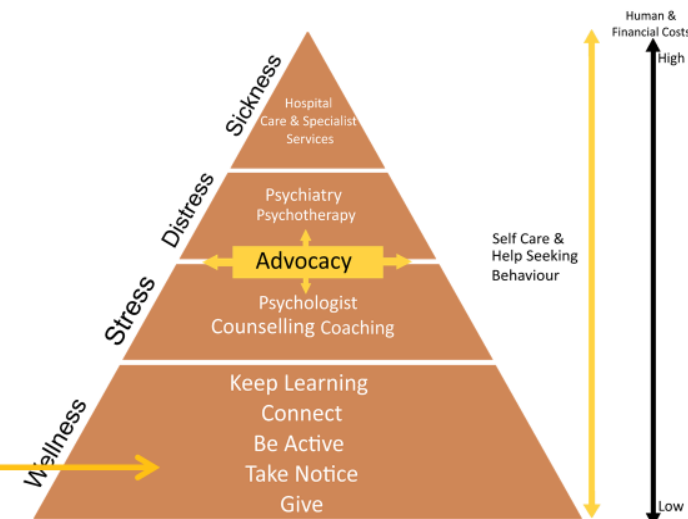 Human &
Financial Costs
High
Sickness
Hospital
Care & Specialist
Services
Distress
Psychiatry
Psychotherapy
Advocacy
Self Care &
Help Seeking
Behaviour
Stress
Psychologist
Counselling Coaching
Wellness
Keep Learning
Connect
Be Active
Take Notice
Give
Low